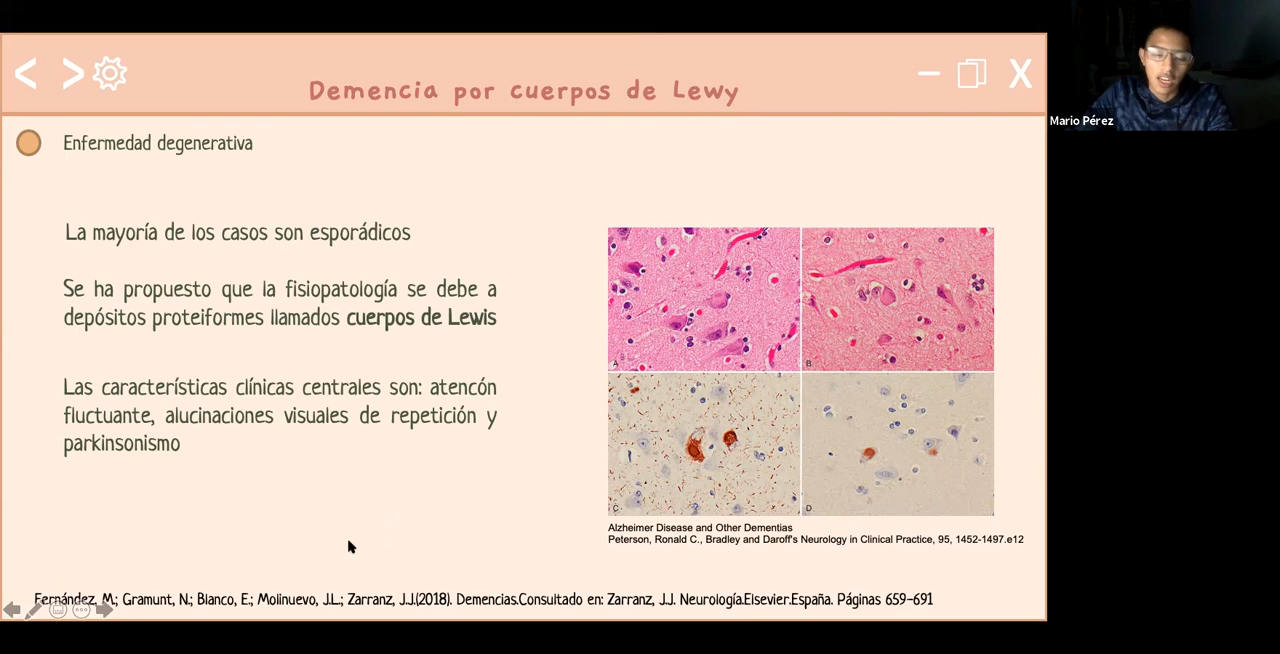 Demencia por cuerpos de Lewy
Enfermedad degenerativa
La mayoría de los casos son esporádicos
Se ha propuesto que la fisiopatología se debe a
depósitos proteiformes llamados cuerpos de Lewis
Las características clínicas centrales son: atencón
fluctuante, alucinaciones visuales de repetición y
parkinsonismo
A
B
C
D
Alzheimer Disease and Other Dementias
Peterson, Ronald C., Bradley and Daroff's Neurology in Clinical Practice, 95, 1452-1497.e12
Fernández, M.; Gramunt, N.; Blanco, E.; Molinuevo, J.L.; Zarranz, J.J.(2018). Demencias.Consultado en: Zarranz, J.J. Neurología.Elsevier.España. Páginas 659-691
Mario Pérez